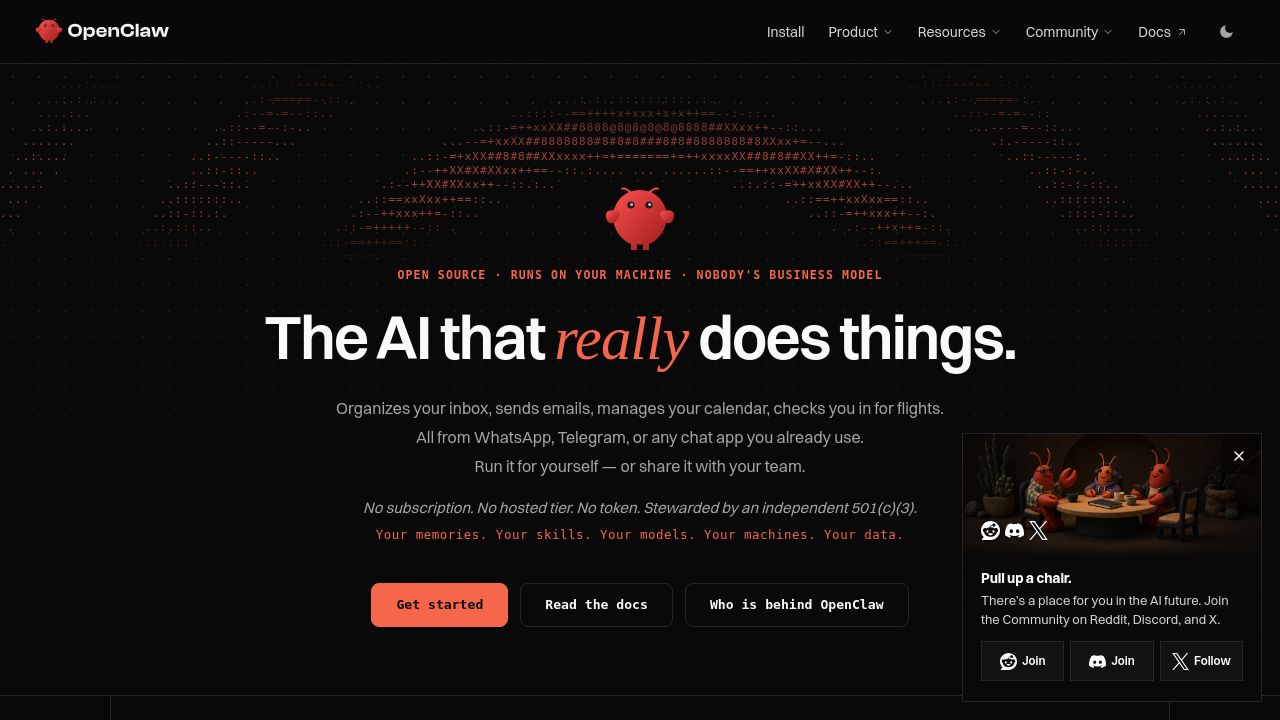 OpenClaw
Install
Product
Resources
Community
Docs
OPEN SOURCE · RUNS ON YOUR MACHINE · NOBODY'S BUSINESS MODEL
The AI that really does things.
Organizes your inbox, sends emails, manages your calendar, checks you in for flights.
All from WhatsApp, Telegram, or any chat app you already use.
Run it for yourself — or share it with your team.
No subscription. No hosted tier. No token. Stewarded by an independent 501(c)(3).
Your memories. Your skills. Your models. Your machines. Your data.
Get started
Read the docs
Who is behind OpenClaw
Pull up a chair.
There's a place for you in the AI future. Join
the Community on Reddit, Discord, and X.
Join
Join
Follow